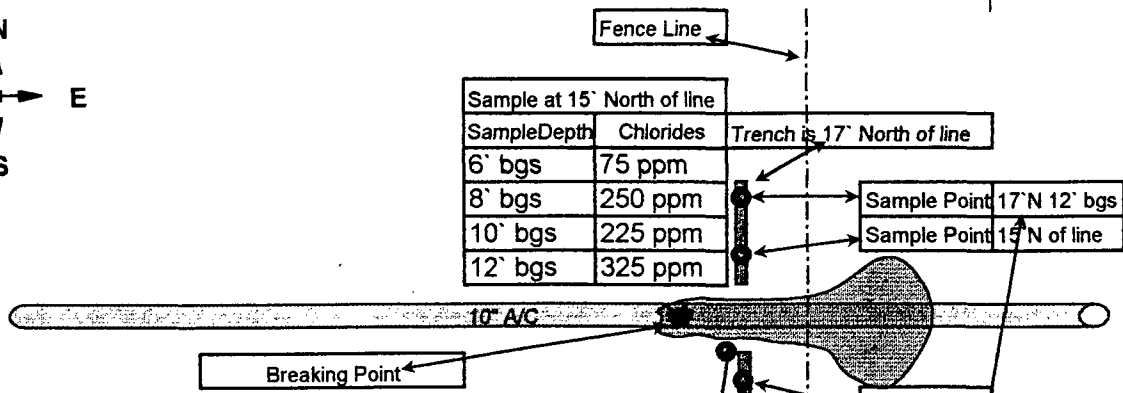 N
E
S
Fence Line
Sample at 15` North of line
SampleDepth Chlorides
Trench is 17` North of line
6` bgs 75 ppm
8` bgs 250 ppm
10` bgs 225 ppm
12` bgs 325 ppm
Sample Point 17`N 12` bgs
Sample Point 15`N of line
10" A/C
Breaking Point